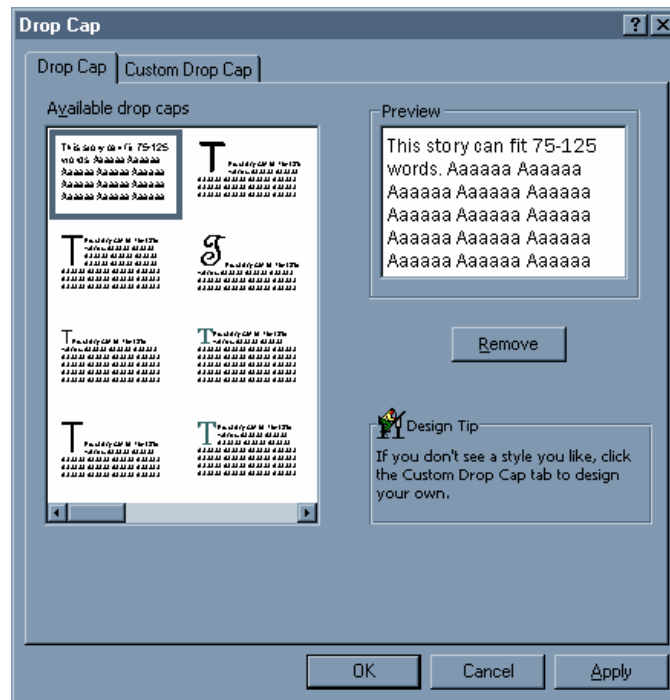 Drop Cap
Drop Cap
Custom Drop Cap
Available drop caps
This story can fit 75-125
words. Aaaaaa Aaaaaa
Aaaaaa Aaaaaa Aaaaaa
Aaaaaa Aaaaaa Aaaaaa
Aaaaaa Aaaaaa Aaaaaa
T
T
T
T
T
T
T
Preview
This story can fit 75-125
words. Aaaaaa Aaaaaa
Aaaaaa Aaaaaa Aaaaaa
Aaaaaa Aaaaaa Aaaaaa
Aaaaaa Aaaaaa Aaaaaa
Aaaaaa Aaaaaa Aaaaaa
Remove
Design Tip
If you don't see a style you like, click
the Custom Drop Cap tab to design
your own.
OK
Cancel
Apply